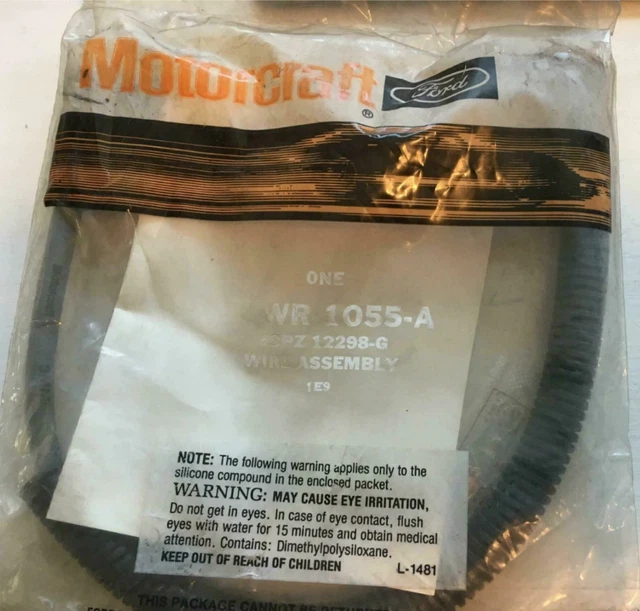 Motorcraft®
Ford
ONE
WR 1055-A
12298-G
WIRE ASSEMBLY
1E9
NOTE: The following warning applies only to the
silicone compound in the enclosed packet.
WARNING: MAY CAUSE EYE IRRITATION,
Do not get in eyes. In case of eye contact, flush
eyes with water for 15 minutes and obtain medical
attention. Contains: Dimethylpolysiloxane.
KEEP OUT OF REACH OF CHILDREN L-1481
THIS PACKAGE CANNOT BE RETURNED